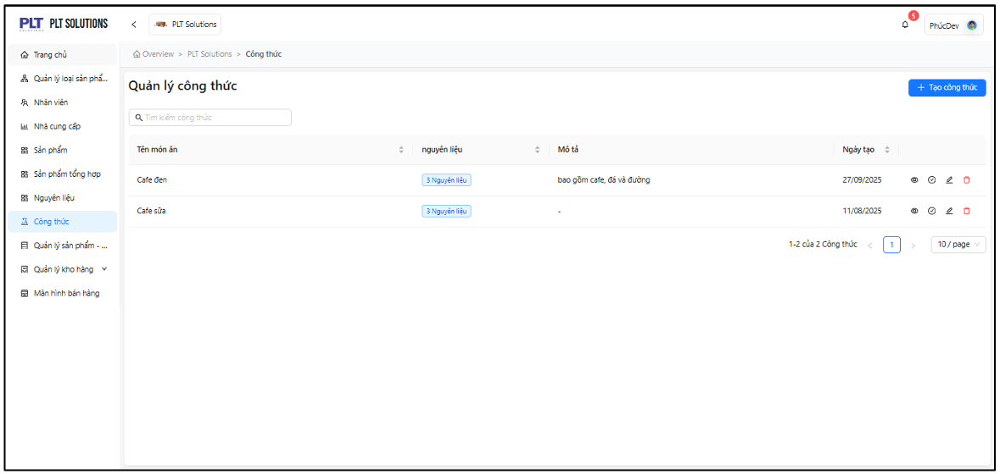 PLT PLT SOLUTIONS
SOLUTIONS
PLT Solutions
5
PhúcDev
Trang chủ
Quản lý loại sản phẩ...
Nhân viên
Nhà cung cấp
Sản phẩm
Sản phẩm tổng hợp
Nguyên liệu
Công thức
Quản lý sản phẩm - ...
Quản lý kho hàng
Màn hình bán hàng
Overview > PLT Solutions > Công thức
Quản lý công thức
+ Tạo công thức
Tìm kiếm công thức
Tên món ăn nguyên liệu Mô tả Ngày tạo
Cafe đen 3 Nguyên liệu bao gồm cafe, đá và đường 27/09/2025
Cafe sữa 3 Nguyên liệu - 11/08/2025
1-2 của 2 Công thức < 1 > 10 / page